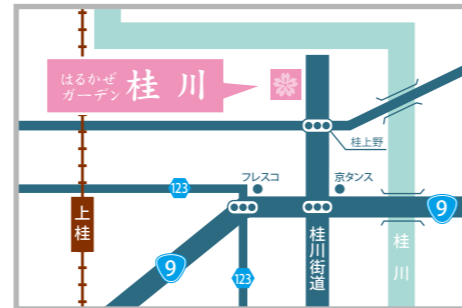 はるかぜ
ガーデン
桂川
桂上野
フレスコ
京タンス
123
上桂
9
桂川街道
桂川
9
123